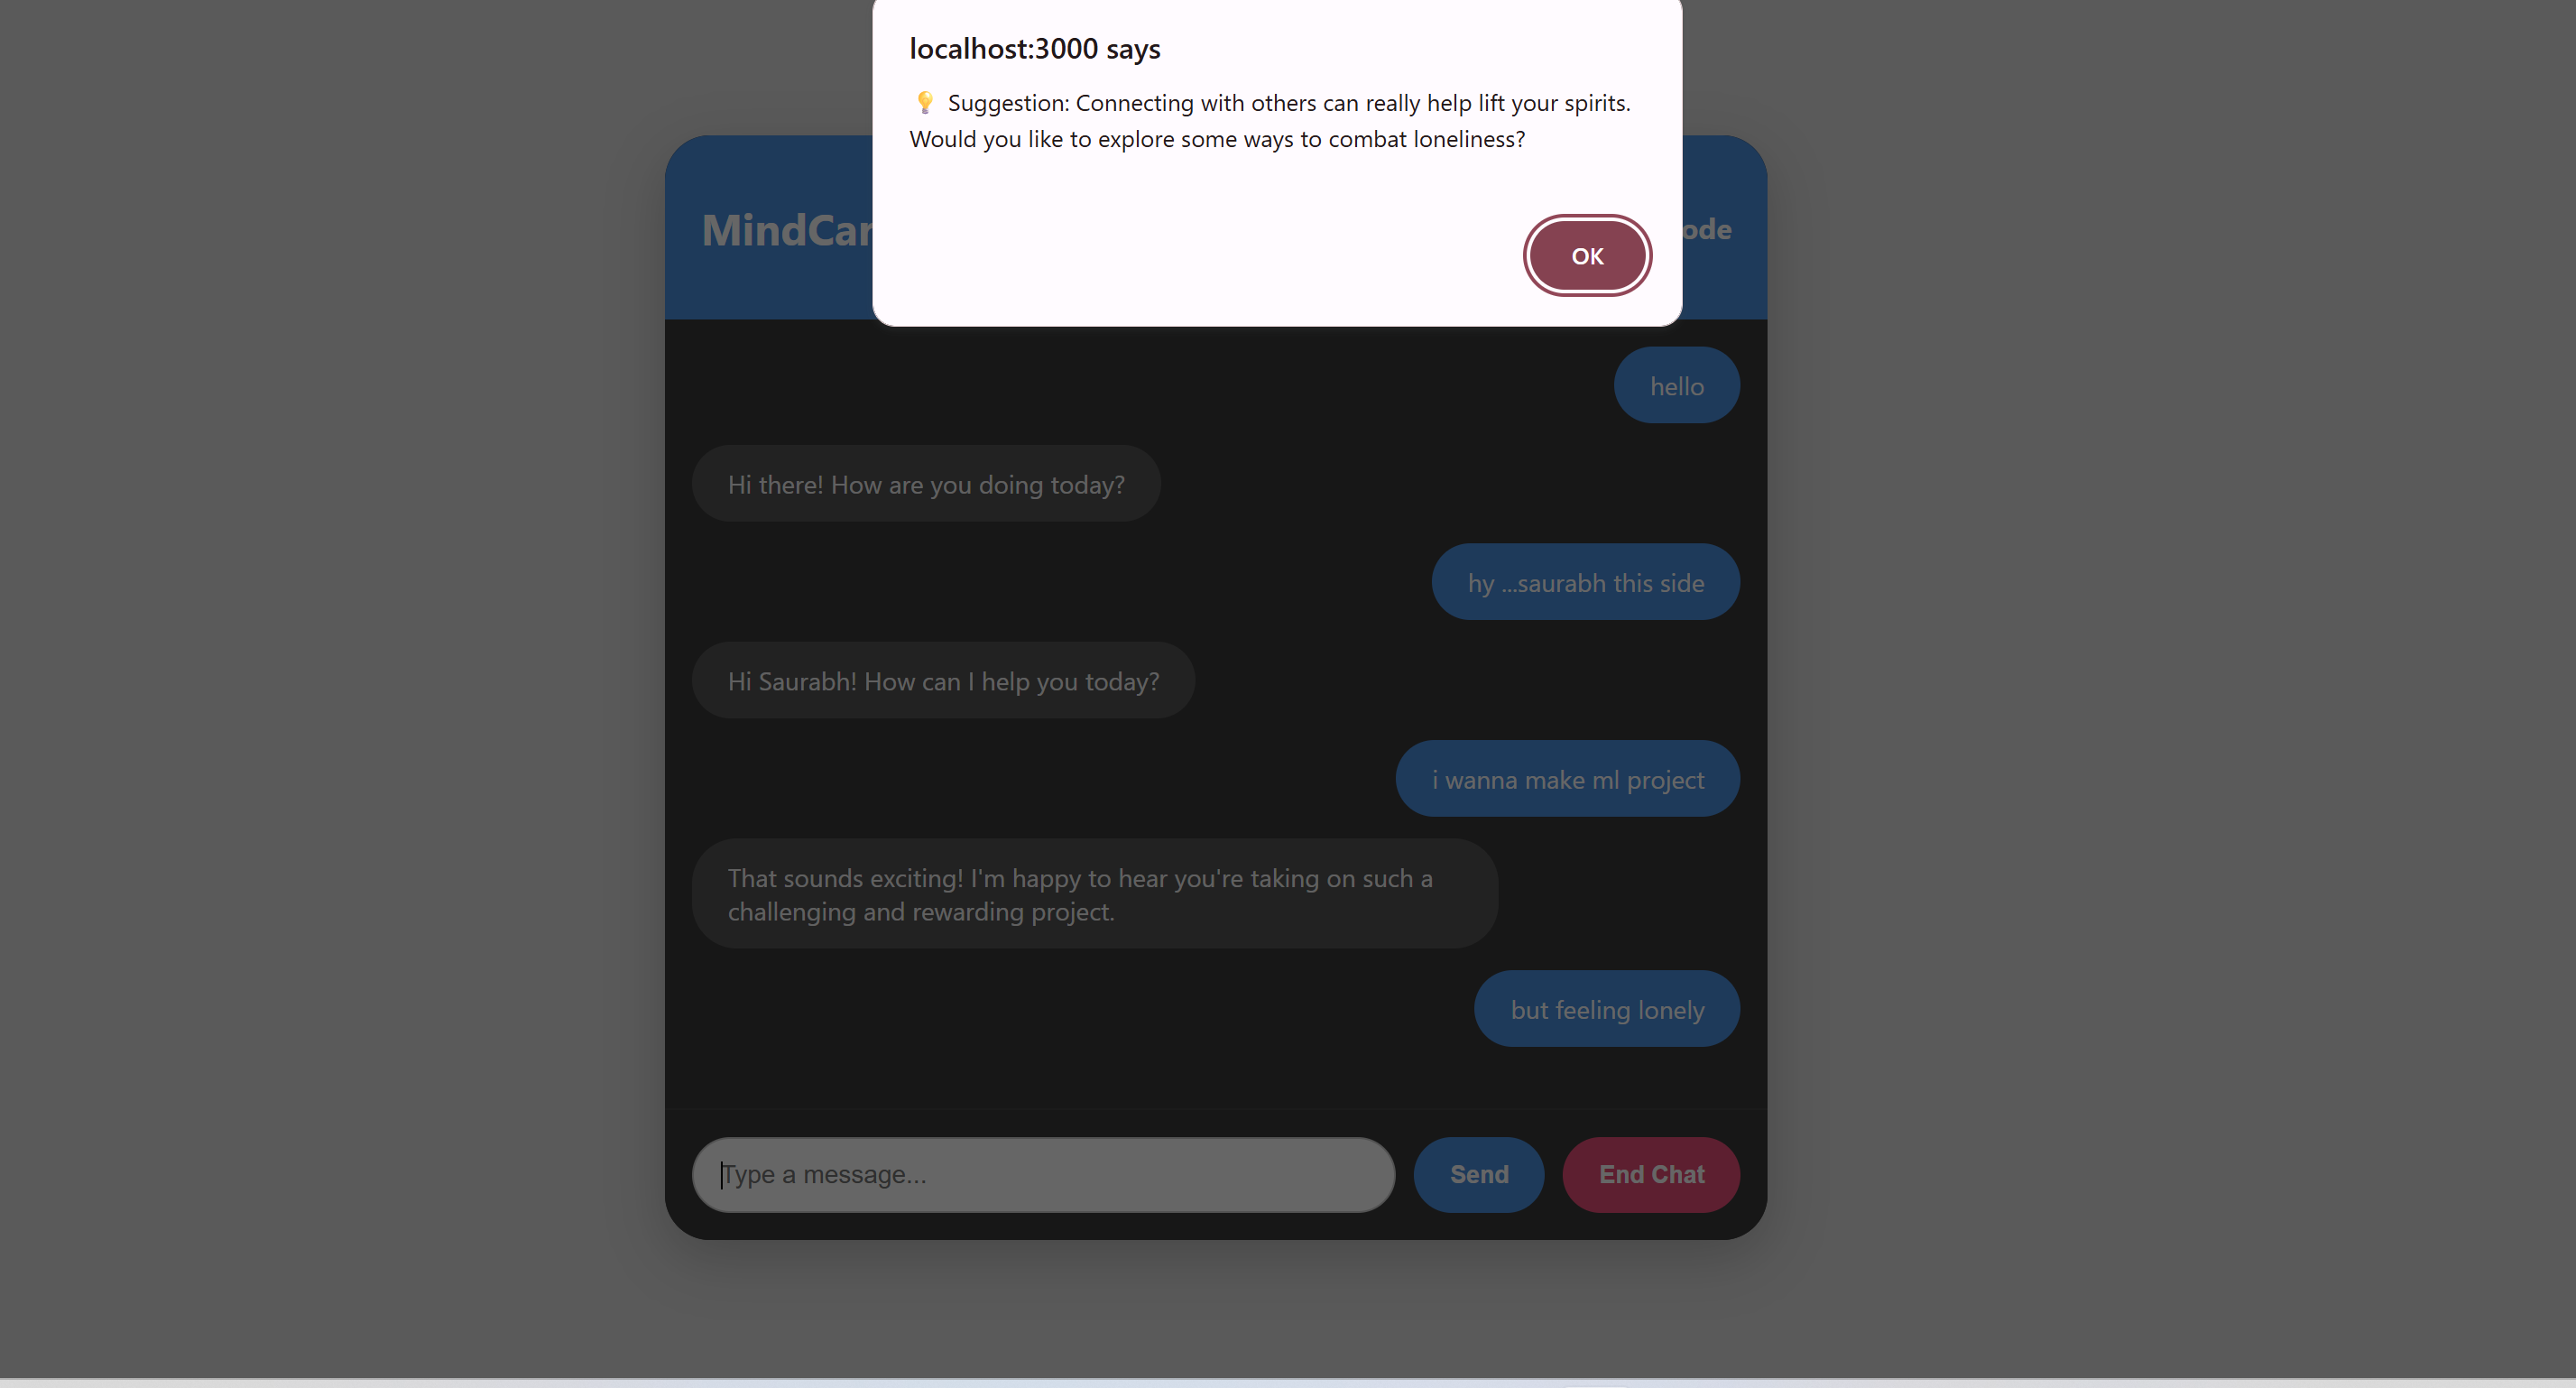 localhost:3000 says
💡 Suggestion: Connecting with others can really help lift your spirits.
Would you like to explore some ways to combat loneliness?
OK
hello
Hi there! How are you doing today?
hy ...saurabh this side
Hi Saurabh! How can I help you today?
i wanna make ml project
That sounds exciting! I'm happy to hear you're taking on such a
challenging and rewarding project.
but feeling lonely
Type a message...
Send
End Chat